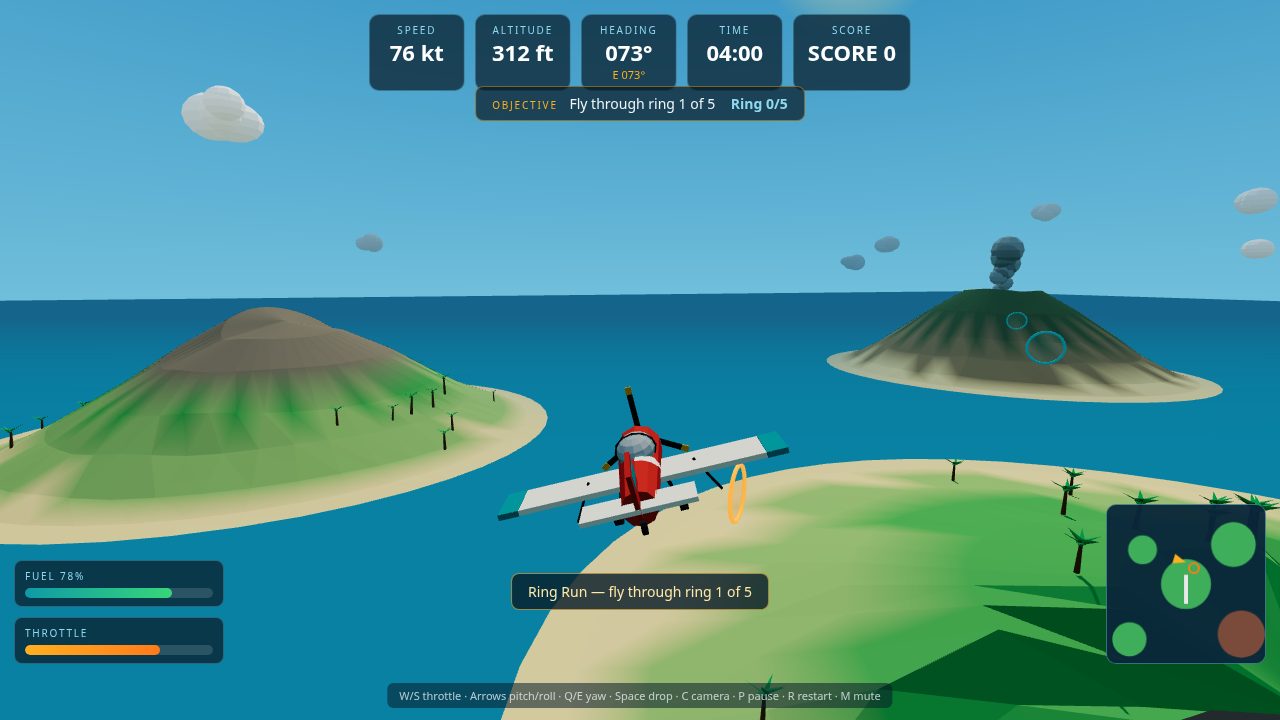 SPEED
76 kt
ALTITUDE
312 ft
HEADING
073°
E 073°
TIME
04:00
SCORE
SCORE 0
OBJECTIVE Fly through ring 1 of 5 Ring 0/5
FUEL 78%
THROTTLE
Ring Run — fly through ring 1 of 5
W/S throttle · Arrows pitch/roll · Q/E yaw · Space drop · C camera · P pause · R restart · M mute